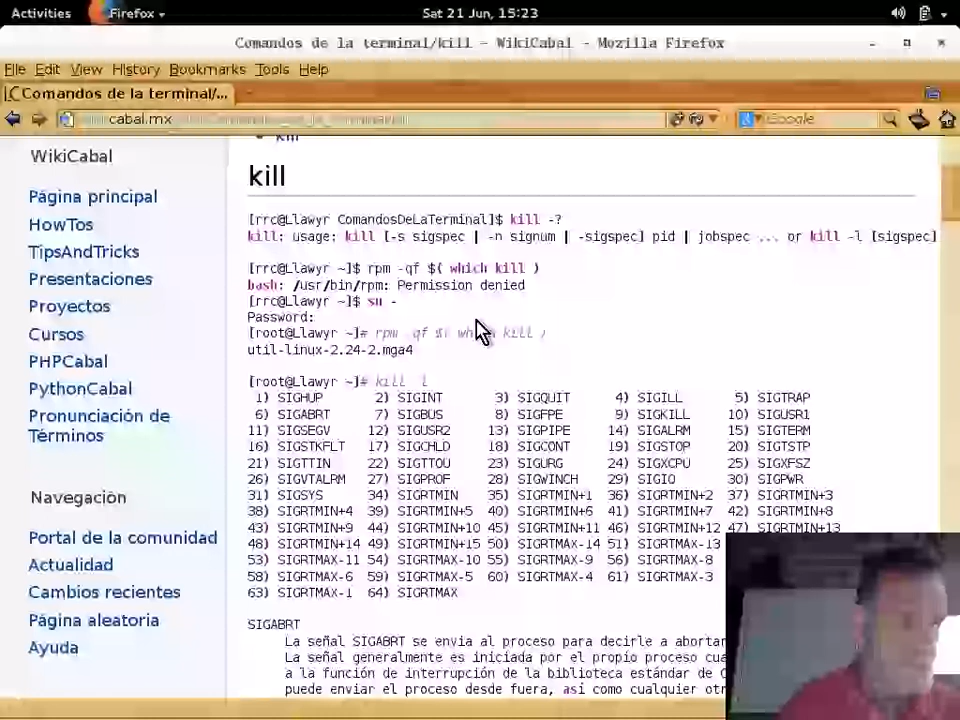 Activities Firefox Sat 21 Jun, 15:23
Comandos de la terminal/kill - WikiCabal - Mozilla Firefox
File Edit View History Bookmarks Tools Help
Comandos de la terminal/...
cabal.mx Google
kill
WikiCabal
Página principal
HowTos
TipsAndTricks
Presentaciones
Proyectos
Cursos
PHPCabal
PythonCabal
Pronunciación de
Términos
Navegación
Portal de la comunidad
Actualidad
Cambios recientes
Página aleatoria
Ayuda
kill
[rrc@Llawyr ComandosDeLaTerminal]$ kill -?
kill: usage: kill [-s sigspec | -n signum | -sigspec] pid | jobspec ... or kill -l [sigspec]
[rrc@Llawyr ~]$ rpm -qf $( which kill )
bash: /usr/bin/rpm: Permission denied
[rrc@Llawyr ~]$ su -
Password:
[root@Llawyr ~]# rpm -qf $( which kill )
util-linux-2.24-2.mga4
[root@Llawyr ~]# kill -l
1) SIGHUP 2) SIGINT 3) SIGQUIT 4) SIGILL 5) SIGTRAP
6) SIGABRT 7) SIGBUS 8) SIGFPE 9) SIGKILL 10) SIGUSR1
11) SIGSEGV 12) SIGUSR2 13) SIGPIPE 14) SIGALRM 15) SIGTERM
16) SIGSTKFLT 17) SIGCHLD 18) SIGCONT 19) SIGSTOP 20) SIGTSTP
21) SIGTTIN 22) SIGTTOU 23) SIGURG 24) SIGXCPU 25) SIGXFSZ
26) SIGVTALRM 27) SIGPROF 28) SIGWINCH 29) SIGIO 30) SIGPWR
31) SIGSYS 34) SIGRTMIN 35) SIGRTMIN+1 36) SIGRTMIN+2 37) SIGRTMIN+3
38) SIGRTMIN+4 39) SIGRTMIN+5 40) SIGRTMIN+6 41) SIGRTMIN+7 42) SIGRTMIN+8
43) SIGRTMIN+9 44) SIGRTMIN+10 45) SIGRTMIN+11 46) SIGRTMIN+12 47) SIGRTMIN+13
48) SIGRTMIN+14 49) SIGRTMIN+15 50) SIGRTMAX-14 51) SIGRTMAX-13
53) SIGRTMAX-11 54) SIGRTMAX-10 55) SIGRTMAX-9 56) SIGRTMAX-8
58) SIGRTMAX-6 59) SIGRTMAX-5 60) SIGRTMAX-4 61) SIGRTMAX-3
63) SIGRTMAX-1 64) SIGRTMAX
SIGABRT
La señal SIGABRT se envia al proceso para decirle a abortar
La señal generalmente es iniciada por el propio proceso
a la función de interrupción de la biblioteca estándar de
puede enviar el proceso desde fuera, asi como cualquier